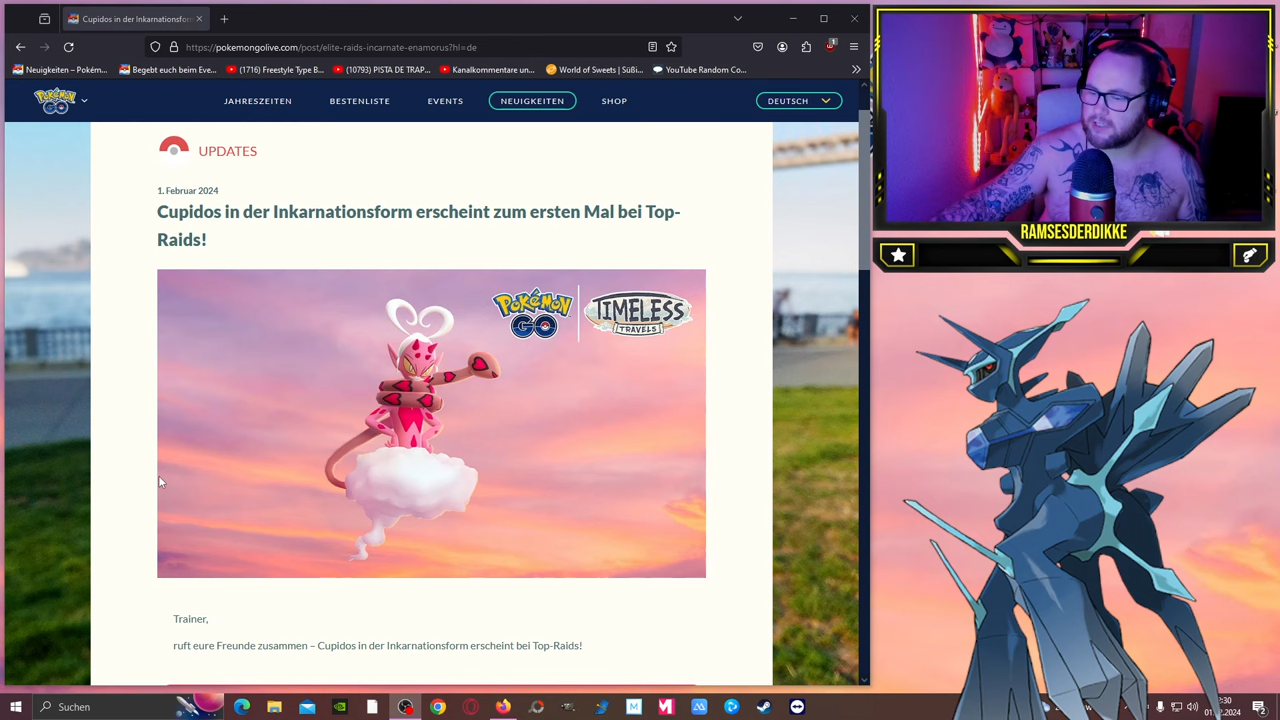 Cupidos in der Inkarnationsform
https://pokemongolive.com/post/elite-raids-incarnate-enamorus?hl=de
1
Neuigkeiten – Pokém...
Begebt euch beim Eve...
(1716) Freestyle Type B...
(10793) PISTA DE TRAP...
Kanalkommentare un...
World of Sweets | Süßi...
YouTube Random Co...
POKÉMON GO
JAHRESZEITEN
BESTENLISTE
EVENTS
NEUIGKEITEN
SHOP
DEUTSCH
UPDATES
1. Februar 2024
Cupidos in der Inkarnationsform erscheint zum ersten Mal bei Top-
Raids!
POKÉMON GO
TIMELESS
TRAVELS
Trainer,
ruft eure Freunde zusammen – Cupidos in der Inkarnationsform erscheint bei Top-Raids!
RAMSESDERDIKKE
Suchen
2